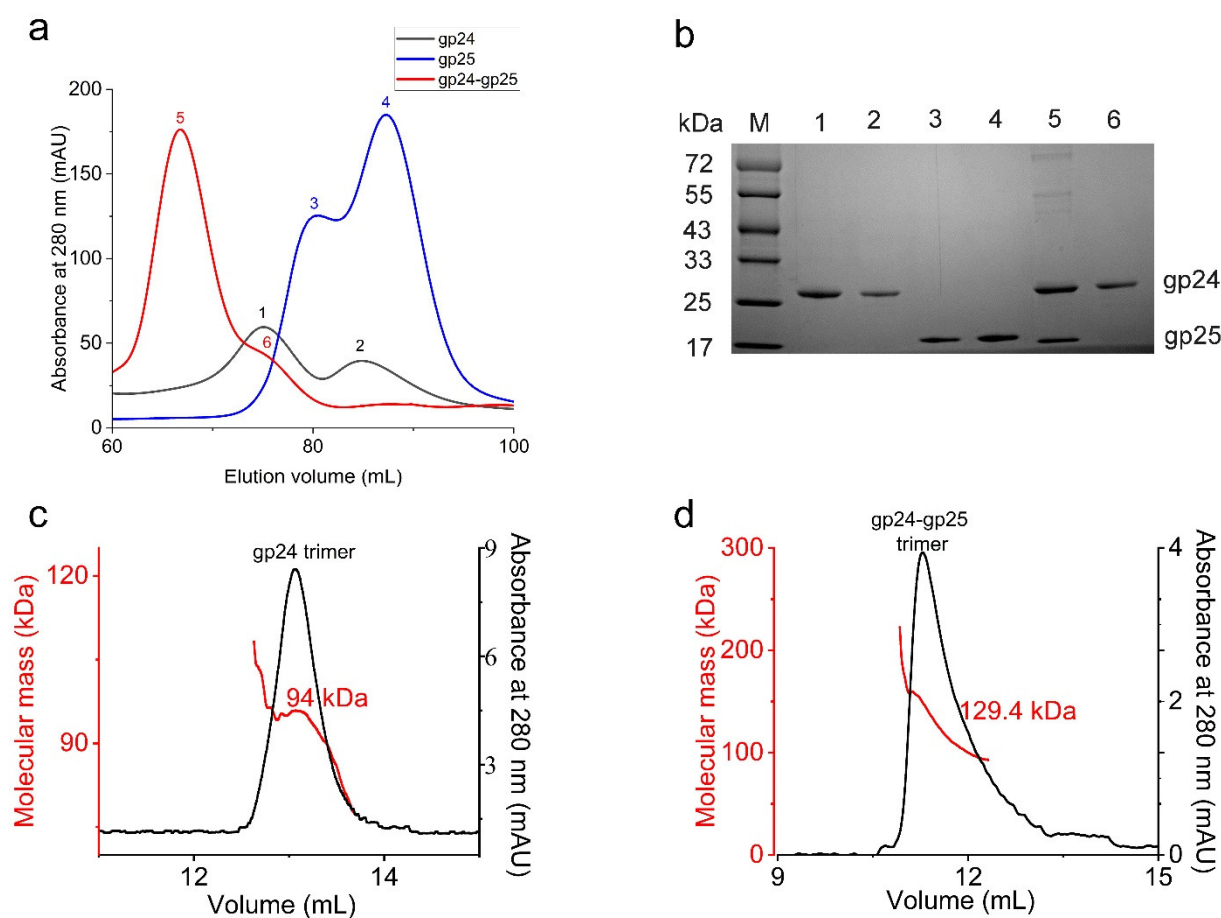 a
gp24
gp25
gp24-gp25
200
150
100
50
0
Absorbance at 280 nm (mAU)
5
4
3
1
6
2
60
80
100
Elution volume (mL)
b
kDa M 1 2 3 4 5 6
72
55
43
33
25
17
gp24
gp25
c
gp24 trimer
120
90
Molecular mass (kDa)
94 kDa
9
6
3
Absorbance at 280 nm (mAU)
12
14
Volume (mL)
d
gp24-gp25
trimer
300
250
200
150
100
50
0
Molecular mass (kDa)
129.4 kDa
4
2
0
Absorbance at 280 nm (mAU)
9
12
15
Volume (mL)